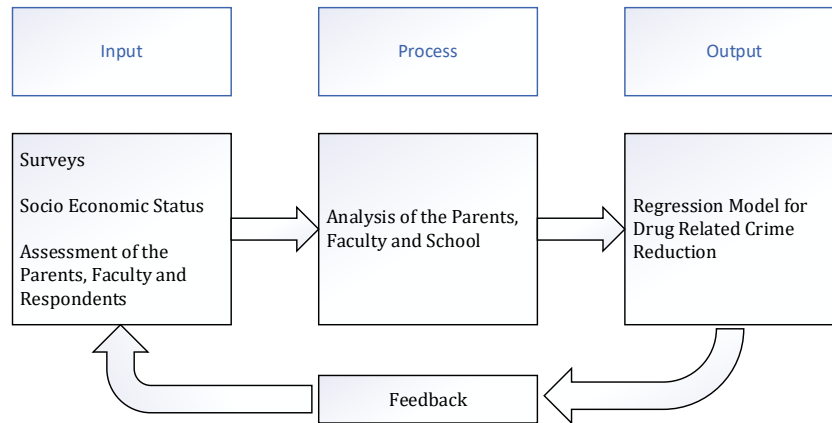 Input
Process
Output
Surveys
Socio Economic Status
Assessment of the
Parents, Faculty and
Respondents
Analysis of the Parents,
Faculty and School
Regression Model for
Drug Related Crime
Reduction
Feedback